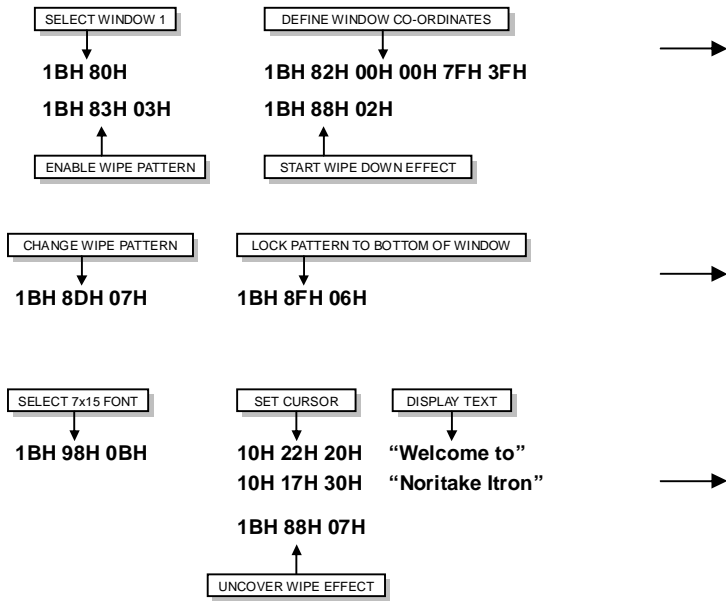 SELECT WINDOW 1 DEFINE WINDOW CO-ORDINATES
1BH 80H 1BH 82H 00H 00H 7FH 3FH
1BH 83H 03H 1BH 88H 02H
ENABLE WIPE PATTERN START WIPE DOWN EFFECT
CHANGE WIPE PATTERN LOCK PATTERN TO BOTTOM OF WINDOW
1BH 8DH 07H 1BH 8FH 06H
SELECT 7x15 FONT SET CURSOR DISPLAY TEXT
1BH 98H 0BH 10H 22H 20H “Welcome to”
10H 17H 30H “Noritake Itron”
1BH 88H 07H
UNCOVER WIPE EFFECT